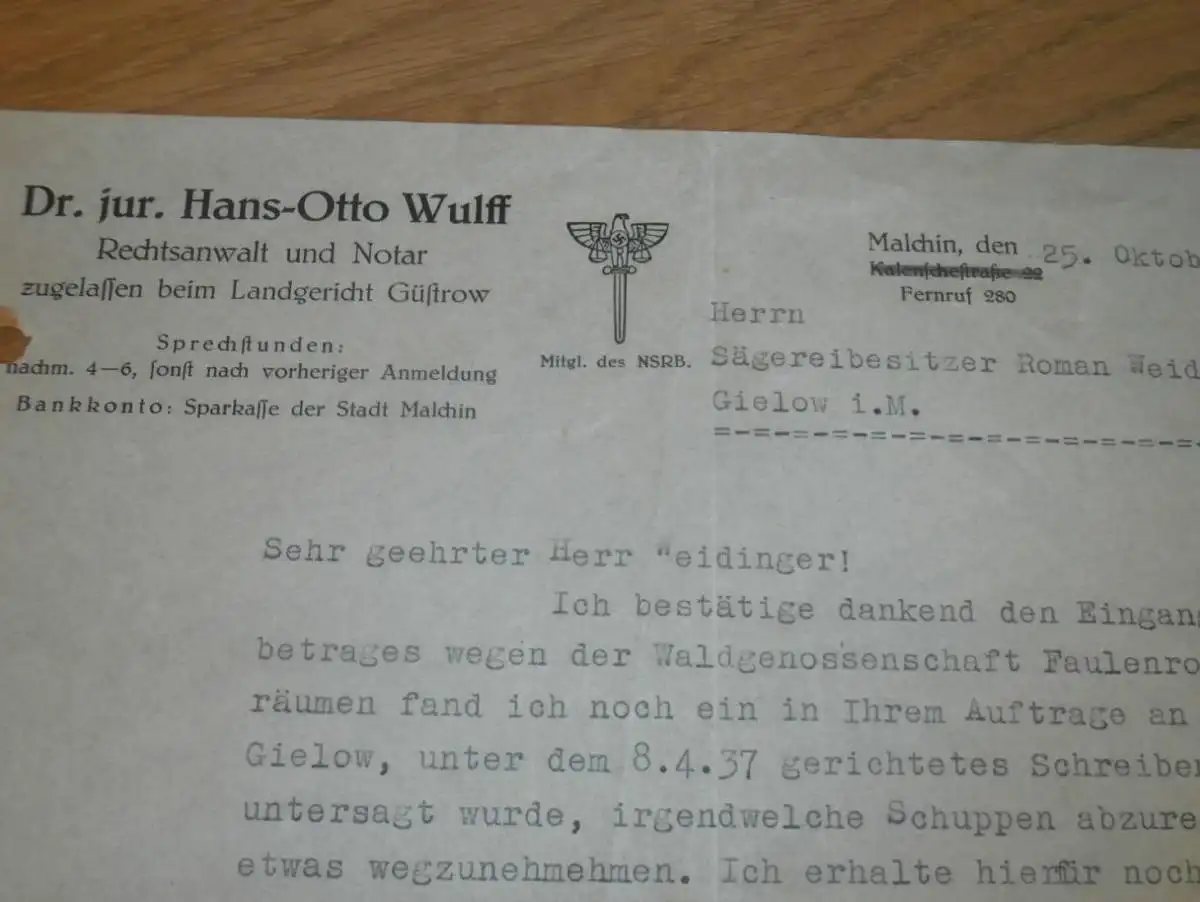 Dr. jur. Hans-Otto Wulff
Rechtsanwalt und Notar
zugelaſſen beim Landgericht Güſtrow
Sprechſtunden:
nachm. 4—6, ſonſt nach vorheriger Anmeldung
Bankkonto: Sparkaſſe der Stadt Malchin
Mitgl. des NSRB.
Malchin, den 25. Oktob
Kalenſcheſtraße 22
Fernruf 280
Herrn
Sägereibesitzer Roman Weid
Gielow i.M.
=-=-=-=-=-=-=-=-=-=-=-=-=
Sehr geehrter Herr "eidinger!
Ich bestätige dankend den Eingang
betrages wegen der Waldgenossenschaft Faulenro
räumen fand ich noch ein in Ihrem Auftrage an
Gielow, unter dem 8.4.37 gerichtetes Schreiben
untersagt wurde, irgendwelche Schuppen abzure
etwas wegzunehmehmen. Ich erhalte hierfür noch